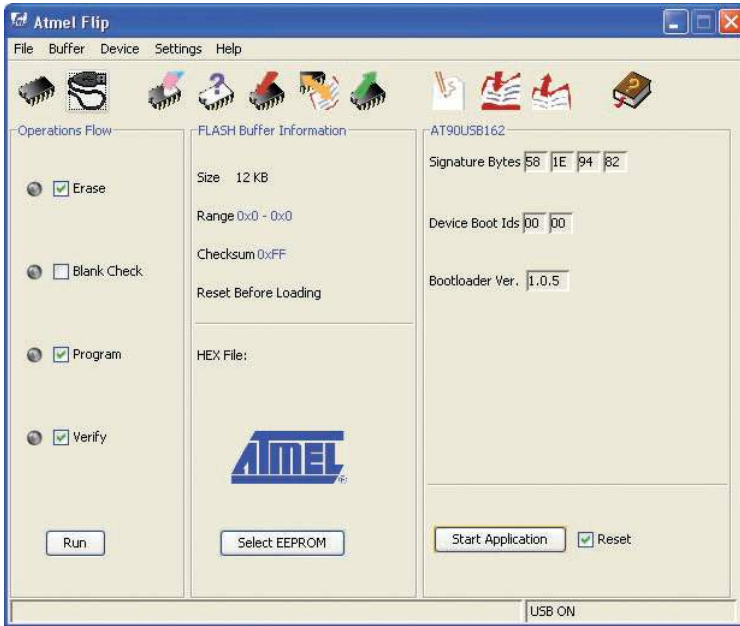 Atmel Flip
File Buffer Device Settings Help
Operations Flow
Erase
Blank Check
Program
Verify
Run
FLASH Buffer Information
Size 12 KB
Range 0x0 - 0x0
Checksum 0xFF
Reset Before Loading
HEX File:
ATMEL
Select EEPROM
AT90USB162
Signature Bytes 58 1E 94 82
Device Boot Ids 00 00
Bootloader Ver. 1.0.5
Start Application Reset
USB ON